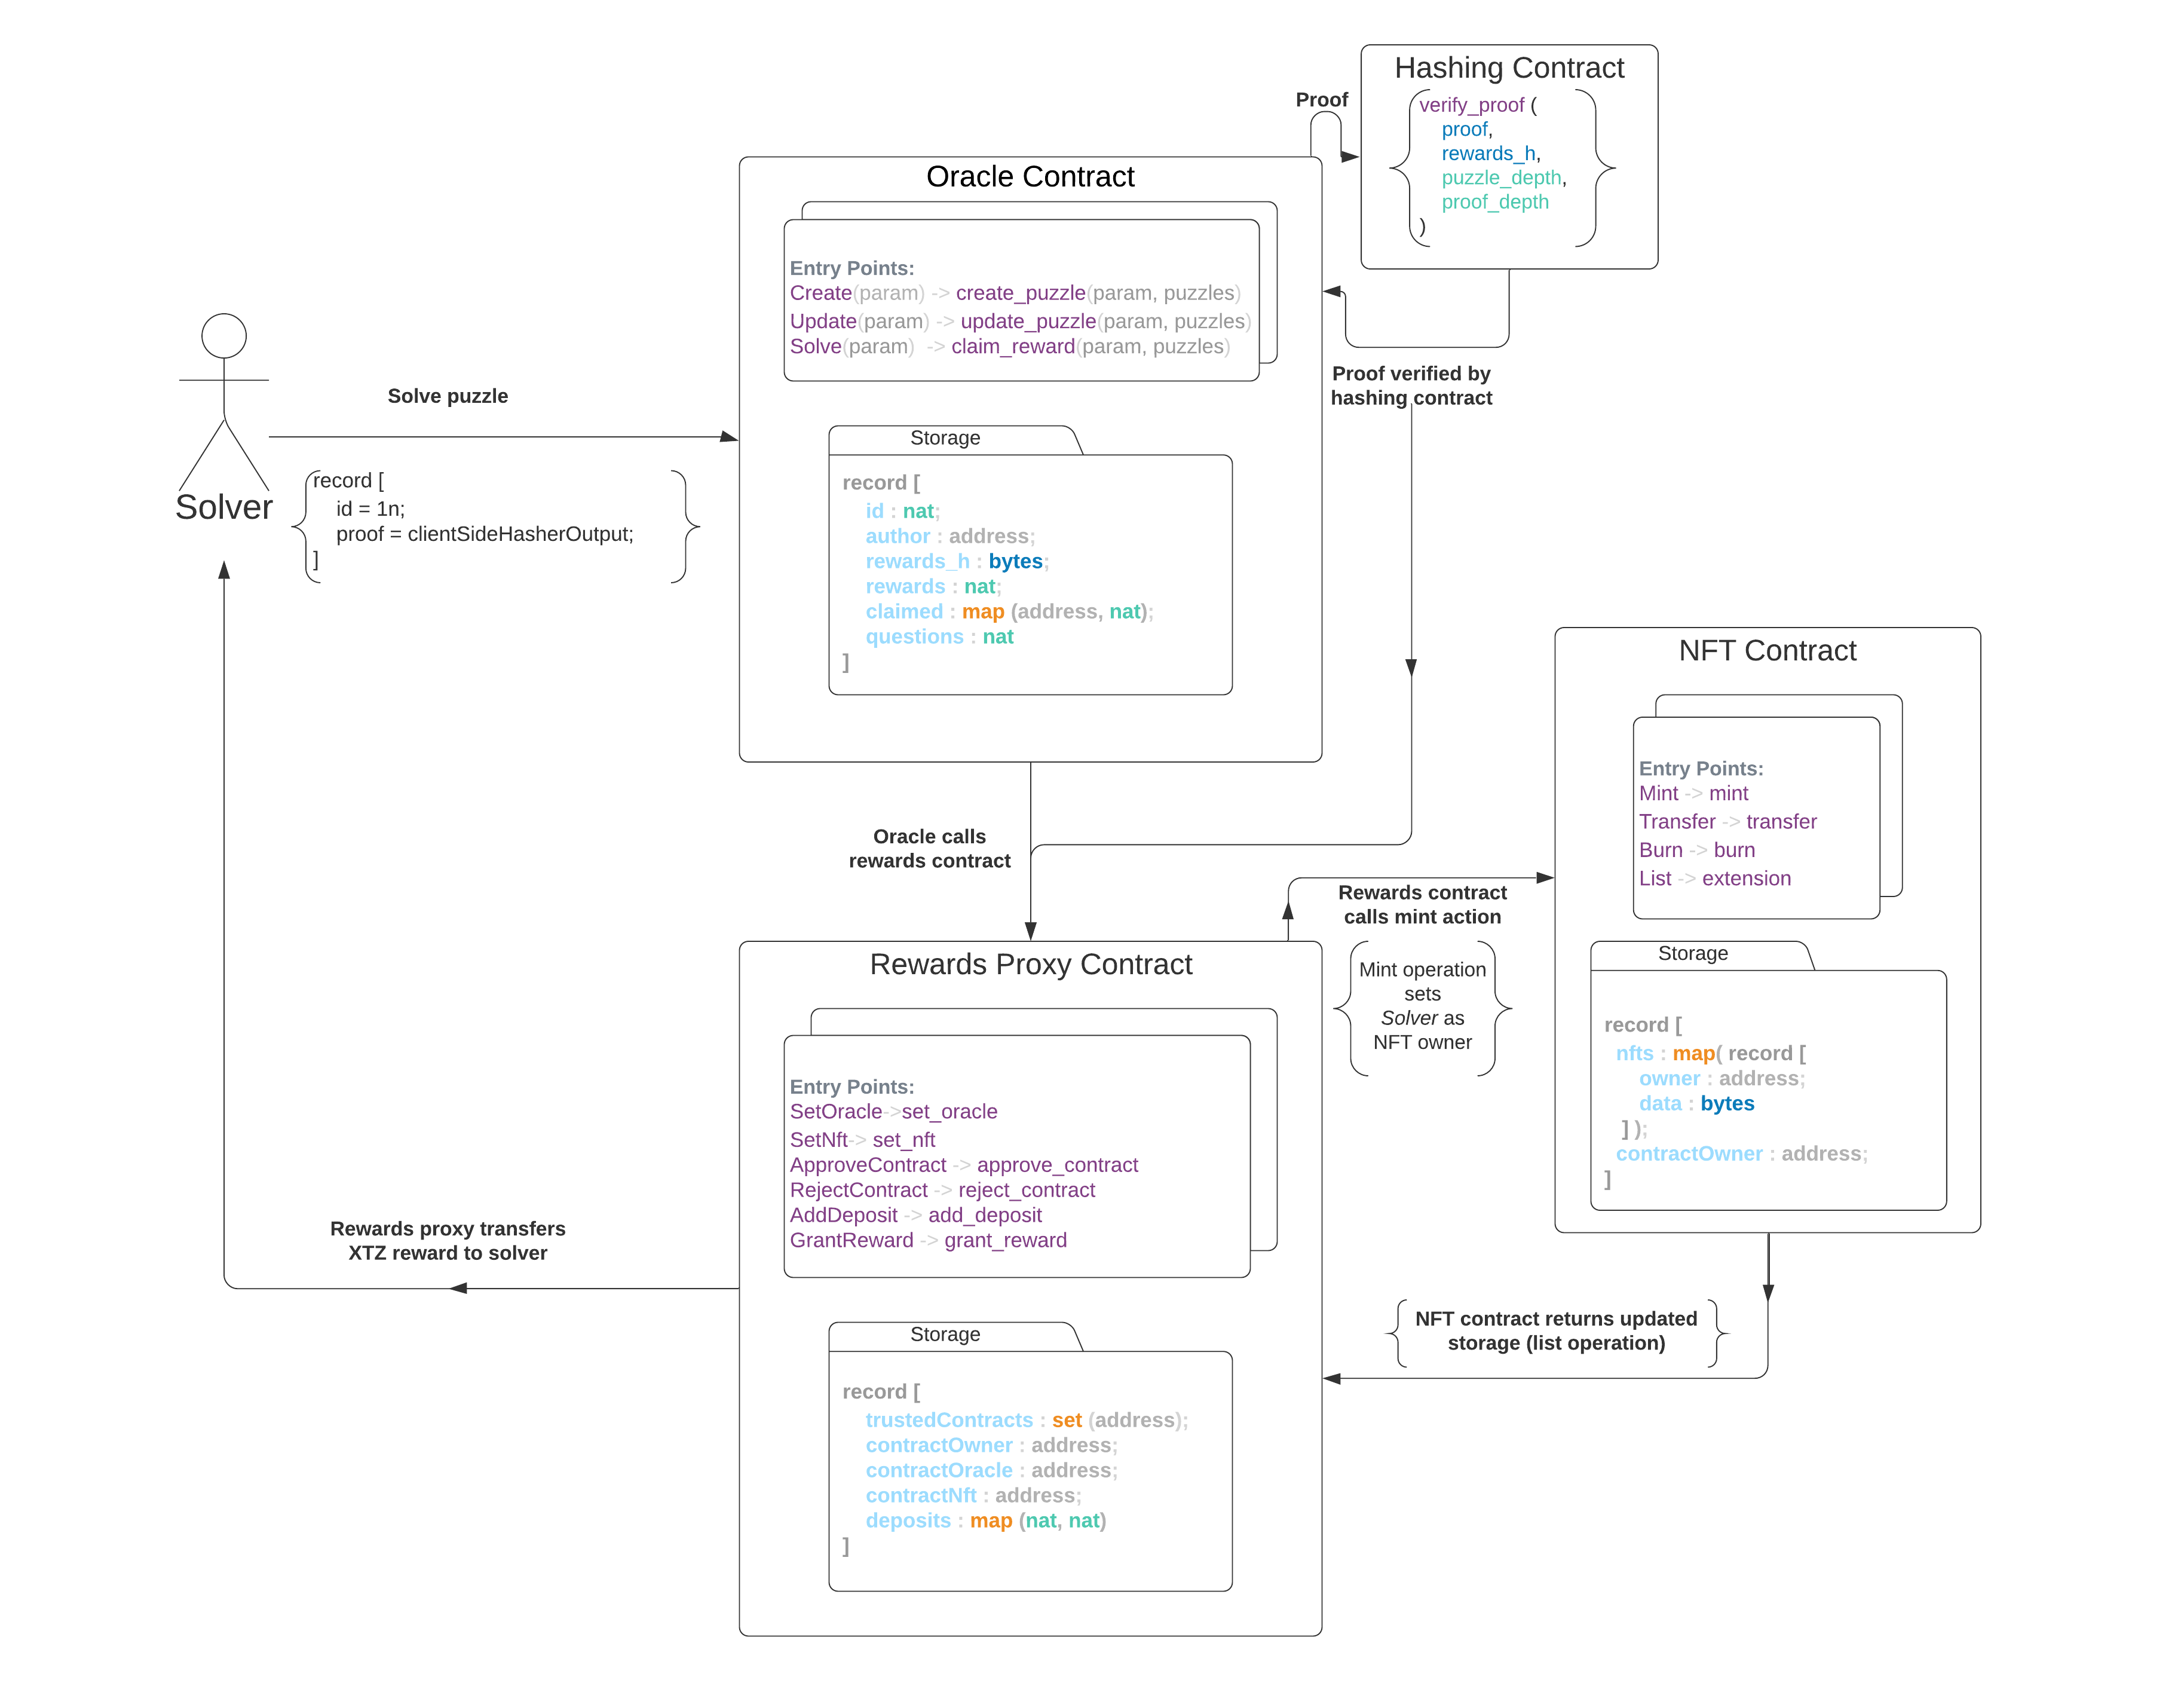 Hashing Contract
verify_proof (
proof,
rewards_h,
puzzle_depth,
proof_depth
)
Proof
Oracle Contract
Entry Points:
Create(param) -> create_puzzle(param, puzzles)
Update(param) -> update_puzzle(param, puzzles)
Solve(param)  -> claim_reward(param, puzzles)
Proof verified by
hashing contract
Solve puzzle
Solver
record [
id = 1n;
proof = clientSideHasherOutput;
]
Storage
record [
id : nat;
author : address;
rewards_h : bytes;
rewards : nat;
claimed : map (address, nat);
questions : nat
]
NFT Contract
Entry Points:
Mint -> mint
Transfer -> transfer
Burn -> burn
List -> extension
Storage
record [
nfts : map( record [
owner : address;
data : bytes
] );
contractOwner : address;
]
Oracle calls
rewards contract
Rewards contract
calls mint action
Mint operation
sets
Solver as
NFT owner
Rewards Proxy Contract
Entry Points:
SetOracle->set_oracle
SetNft-> set_nft
ApproveContract -> approve_contract
RejectContract -> reject_contract
AddDeposit -> add_deposit
GrantReward -> grant_reward
Rewards proxy transfers
XTZ reward to solver
NFT contract returns updated
storage (list operation)
Storage
record [
trustedContracts : set (address);
contractOwner : address;
contractOracle : address;
contractNft : address;
deposits : map (nat, nat)
]